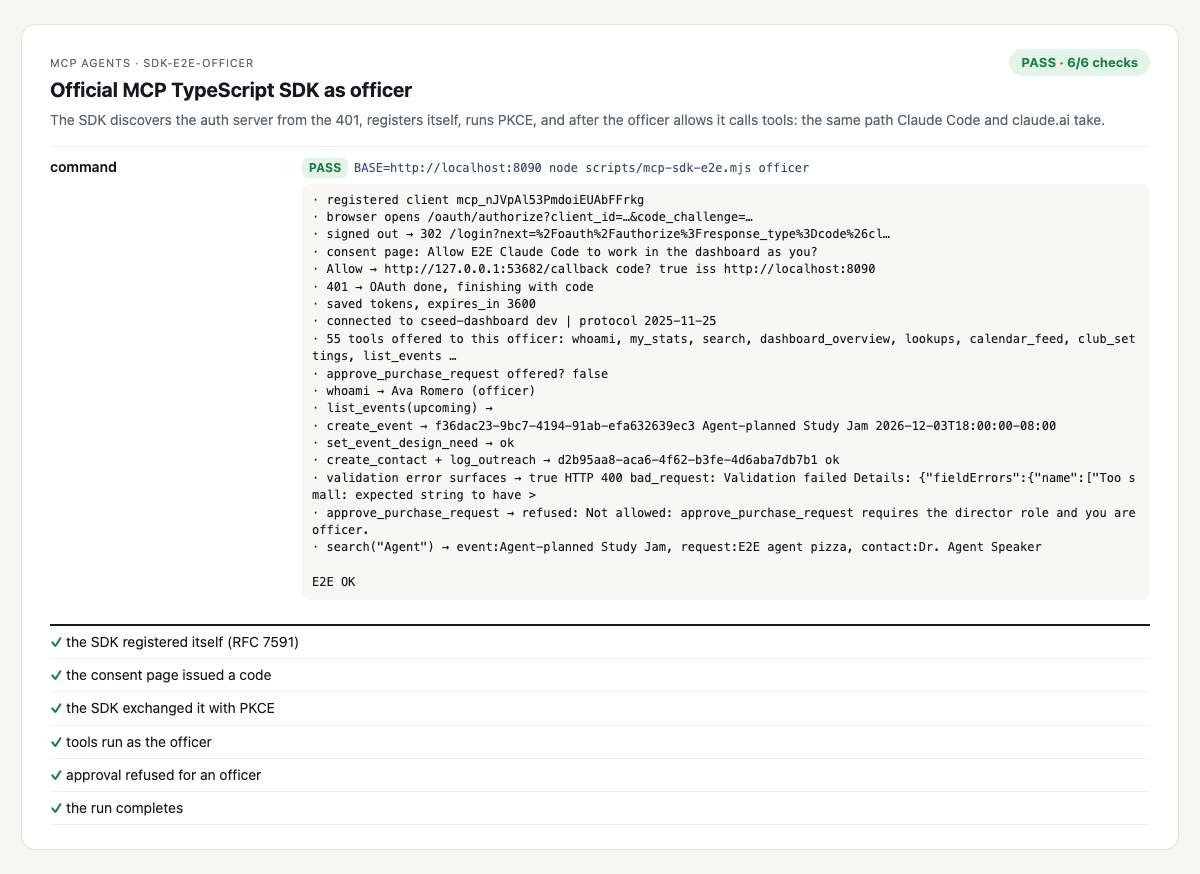 MCP AGENTS · SDK-E2E-OFFICER
PASS · 6/6 checks
Official MCP TypeScript SDK as officer
The SDK discovers the auth server from the 401, registers itself, runs PKCE, and after the officer allows it calls tools: the same path Claude Code and claude.ai take.
command
PASS BASE=http://localhost:8090 node scripts/mcp-sdk-e2e.mjs officer
· registered client mcp_nJVpAl53PmdoiEUAbFFrkg
· browser opens /oauth/authorize?client_id=…&code_challenge=…
· signed out → 302 /login?next=%2Foauth%2Fauthorize%3Fresponse_type%3Dcode%26cl…
· consent page: Allow E2E Claude Code to work in the dashboard as you?
· Allow → http://127.0.0.1:53682/callback code? true iss http://localhost:8090
· 401 → OAuth done, finishing with code
· saved tokens, expires_in 3600
· connected to cseed-dashboard dev | protocol 2025-11-25
· 55 tools offered to this officer: whoami, my_stats, search, dashboard_overview, lookups, calendar_feed, club_set
tings, list_events …
· approve_purchase_request offered? false
· whoami → Ava Romero (officer)
· list_events(upcoming) →
· create_event → f36dac23-9bc7-4194-91ab-efa632639ec3 Agent-planned Study Jam 2026-12-03T18:00:00-08:00
· set_event_design_need → ok
· create_contact + log_outreach → d2b95aa8-aca6-4f62-b3fe-4d6aba7db7b1 ok
· validation error surfaces → true HTTP 400 bad_request: Validation failed Details: {"fieldErrors":{"name":["Too s
mall: expected string to have >
· approve_purchase_request → refused: Not allowed: approve_purchase_request requires the director role and you are
officer.
· search("Agent") → event:Agent-planned Study Jam, request:E2E agent pizza, contact:Dr. Agent Speaker
E2E OK
✓ the SDK registered itself (RFC 7591)
✓ the consent page issued a code
✓ the SDK exchanged it with PKCE
✓ tools run as the officer
✓ approval refused for an officer
✓ the run completes